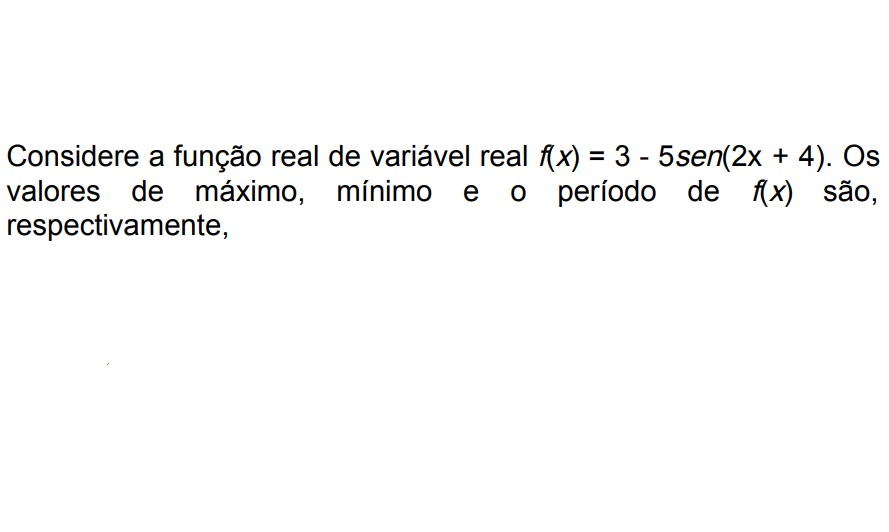 Considere a função real de variável real f(x) = 3 - 5sen(2x + 4). Os
valores de máximo, mínimo e o período de f(x) são,
respectivamente,